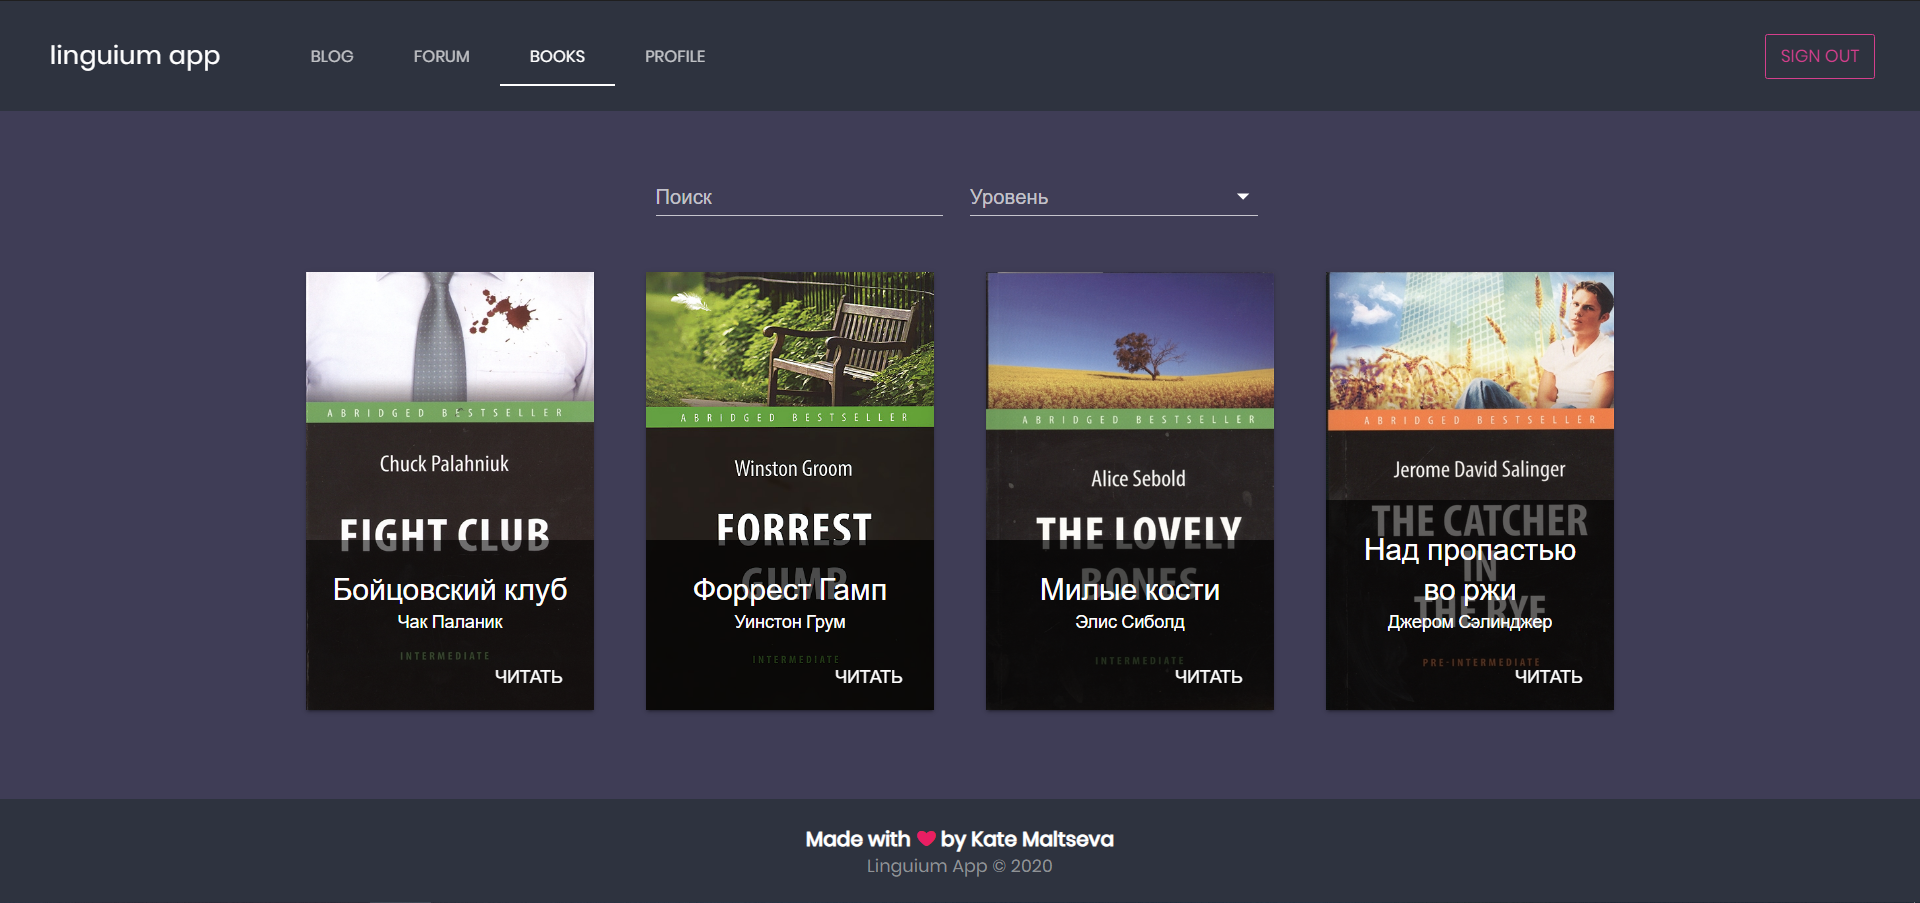 linguium app
BLOG
FORUM
BOOKS
PROFILE
SIGN OUT
Поиск
Уровень
ABRIDGED BESTSELLER
Chuck Palahniuk
FIGHT CLUB
Бойцовский клуб
Чак Паланик
INTERMEDIATE
ЧИТАТЬ
ABRIDGED BESTSELLER
Winston Groom
FORREST
GUMP
Форрест Гамп
Уинстон Грум
INTERMEDIATE
ЧИТАТЬ
ABRIDGED BESTSELLER
Alice Sebold
THE LOVELY
BONES
Милые кости
Элис Сиболд
INTERMEDIATE
ЧИТАТЬ
ABRIDGED BESTSELLER
Jerome David Salinger
THE CATCHER
IN
THE RYE
Над пропастью
во ржи
Джером Сэлинджер
PRE-INTERMEDIATE
ЧИТАТЬ
Made with ❤ by Kate Maltseva
Linguium App © 2020